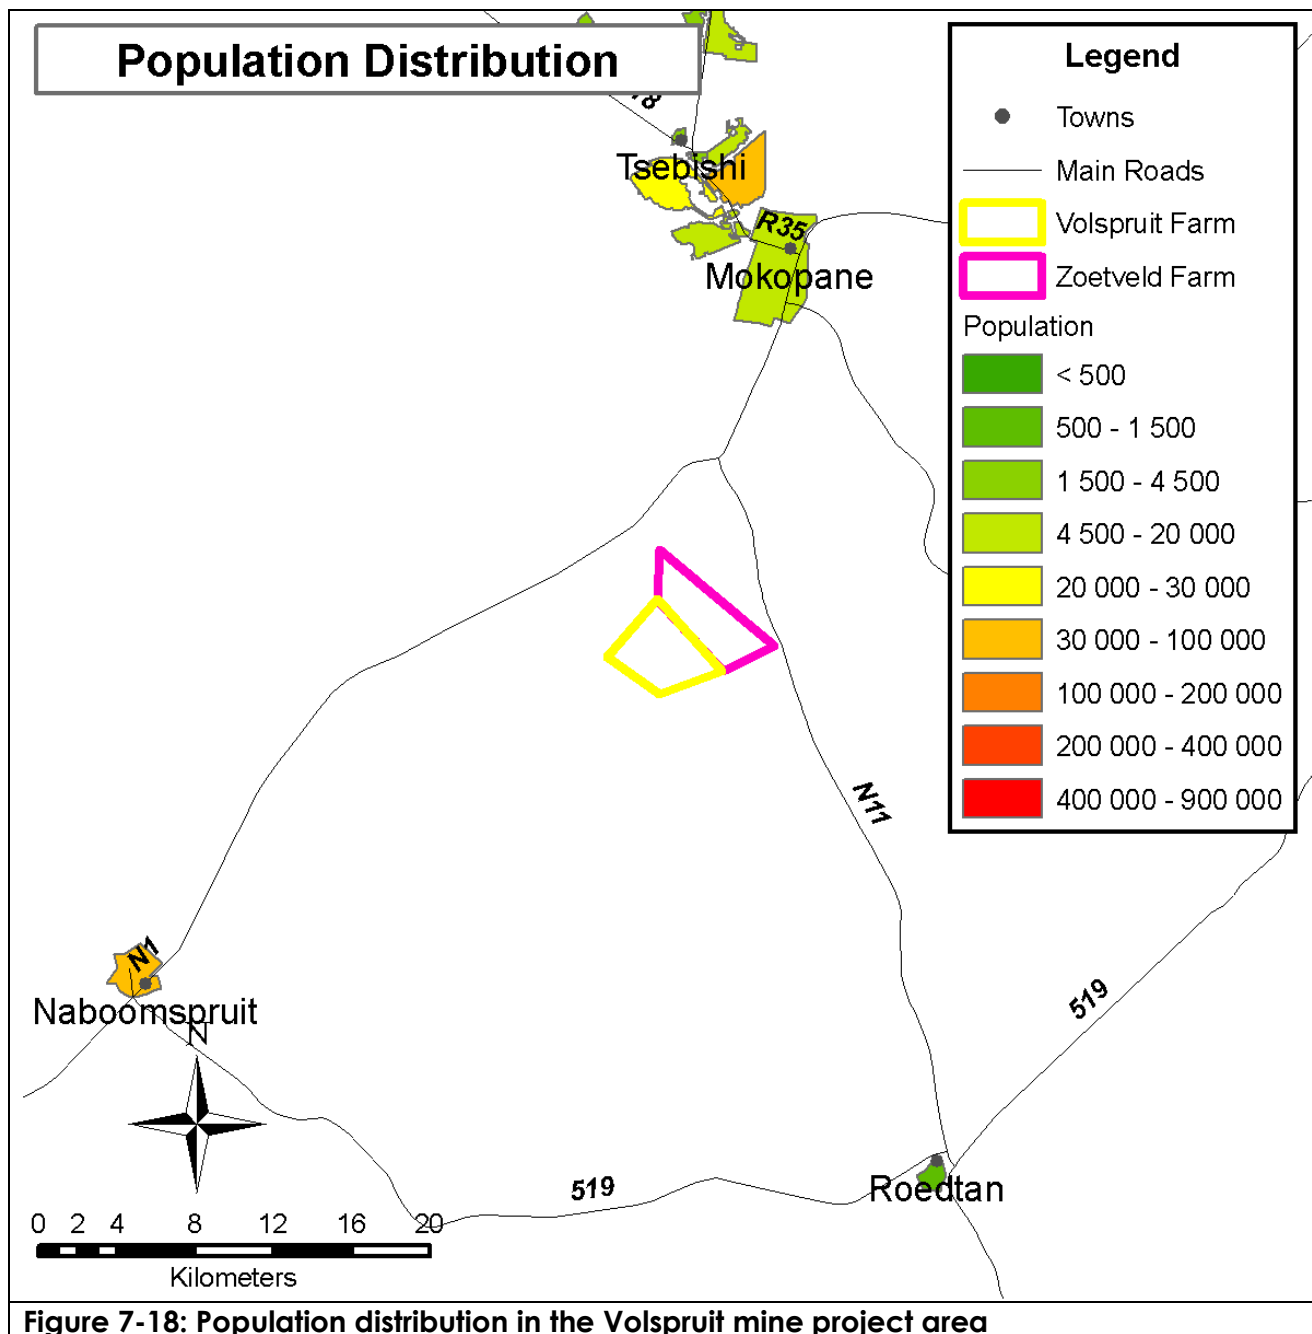 Population Distribution
Legend
Towns
Main Roads
Volspruit Farm
Zoetveld Farm
Population
< 500
500 - 1 500
1 500 - 4 500
4 500 - 20 000
20 000 - 30 000
30 000 - 100 000
100 000 - 200 000
200 000 - 400 000
400 000 - 900 000
Tsebishi
R35
Mokopane
N11
N1
Naboomspruit
N
519
519
Roedtan
0 2 4 8 12 16 20
Kilometers
Figure 7-18: Population distribution in the Volspruit mine project area